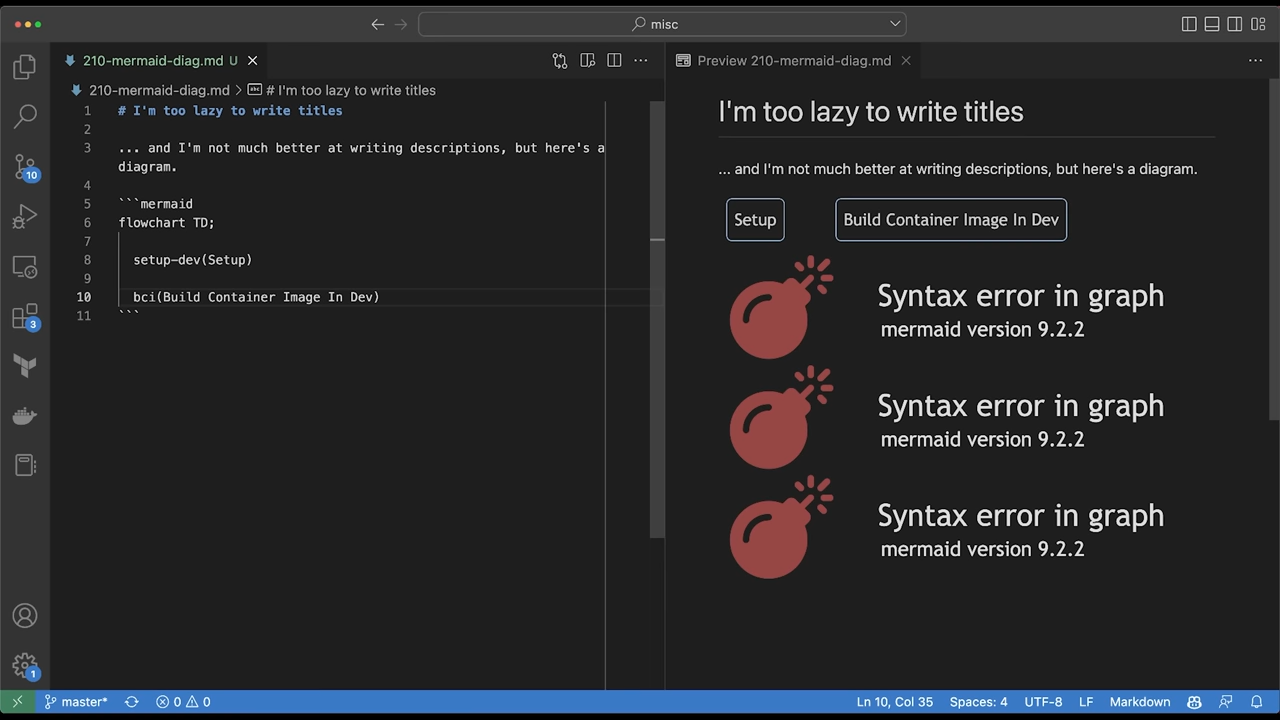 misc
210-mermaid-diag.md U
Preview 210-mermaid-diag.md
210-mermaid-diag.md > # I'm too lazy to write titles
1 # I'm too lazy to write titles
2
3 ... and I'm not much better at writing descriptions, but here's a
diagram.
4
5 ```mermaid
6 flowchart TD;
7
8 setup-dev(Setup)
9
10 bci(Build Container Image In Dev)
11 ```
I'm too lazy to write titles
... and I'm not much better at writing descriptions, but here's a diagram.
Setup
Build Container Image In Dev
Syntax error in graph
mermaid version 9.2.2
Syntax error in graph
mermaid version 9.2.2
Syntax error in graph
mermaid version 9.2.2
10
3
1
master*
0 0
Ln 10, Col 35
Spaces: 4
UTF-8
LF
Markdown